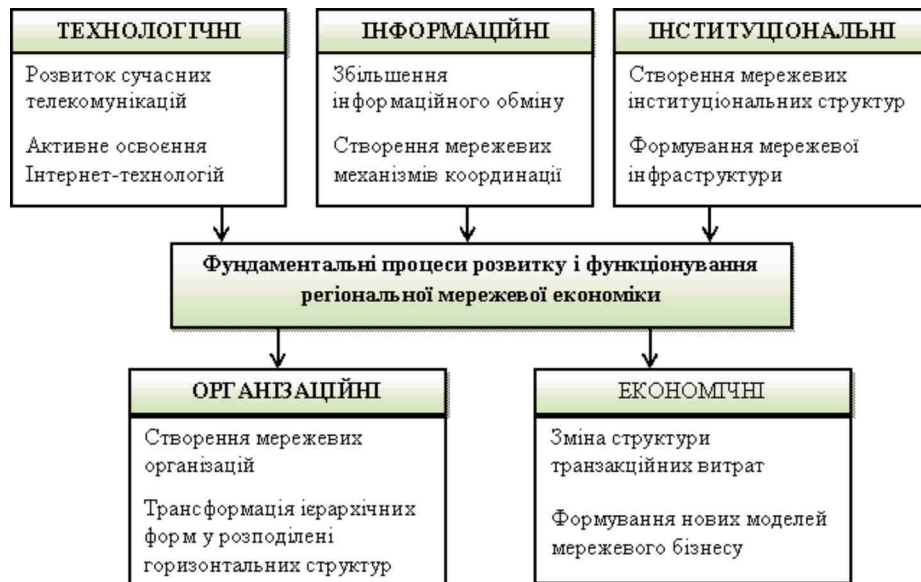 ТЕХНОЛОГІЧНІ
Розвиток сучасних
телекомунікацій
Активне освоєння
Інтернет-технологій
ІНФОРМАЦІЙНІ
Збільшення
інформаційного обміну
Створення мережевих
механізмів координації
ІНСТИТУЦІОНАЛЬНІ
Створення мережевих
інституціональних структур
Формування мережевої
інфраструктури
Фундаментальні процеси розвитку і функціонування
регіональної мережевої економіки
ОРГАНІЗАЦІЙНІ
Створення мережевих
організацій
Трансформація ієрархічних
форм у розподілені
горизонтальних структур
ЕКОНОМІЧНІ
Зміна структури
транзакційних витрат
Формування нових моделей
мережевого бізнесу